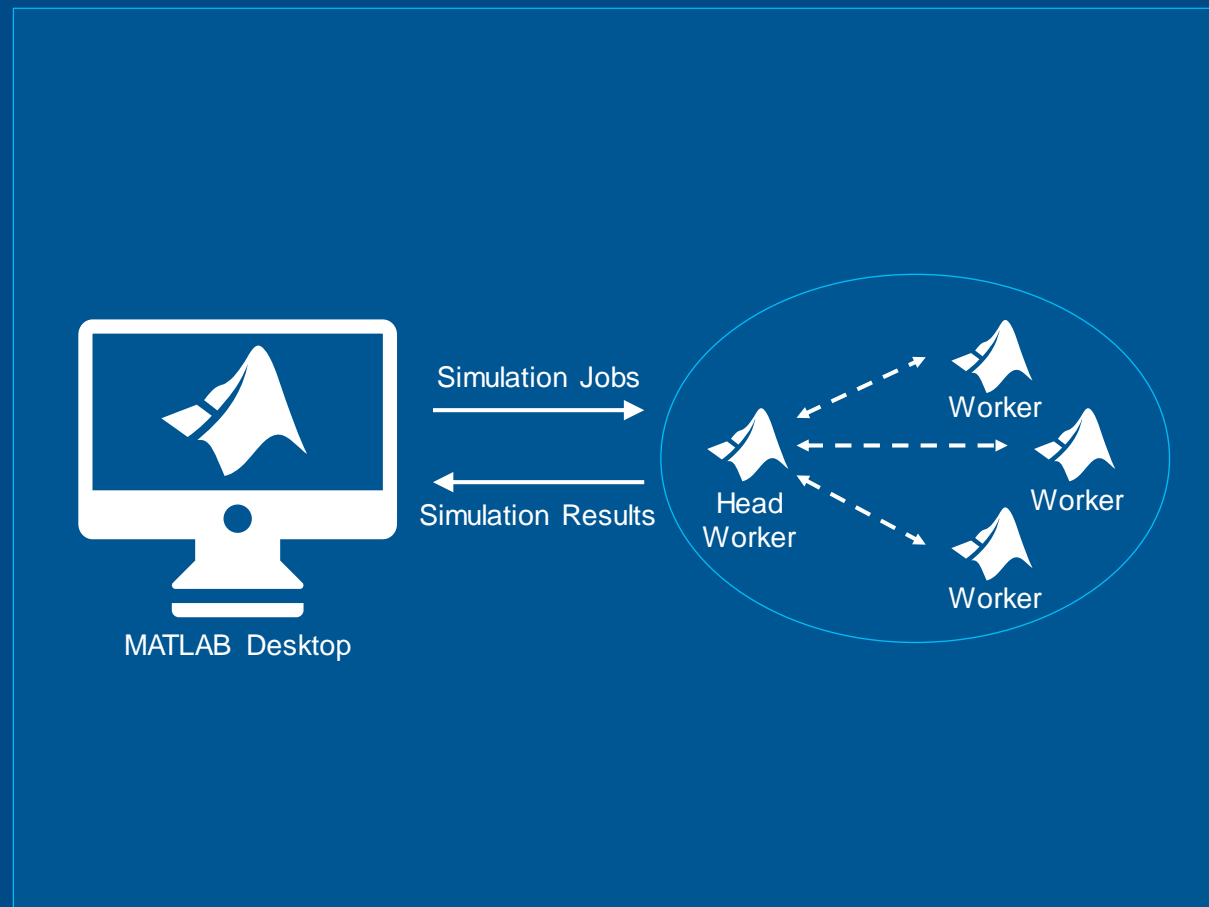 Simulation Jobs
Simulation Results
MATLAB Desktop
Head
Worker
Worker
Worker
Worker